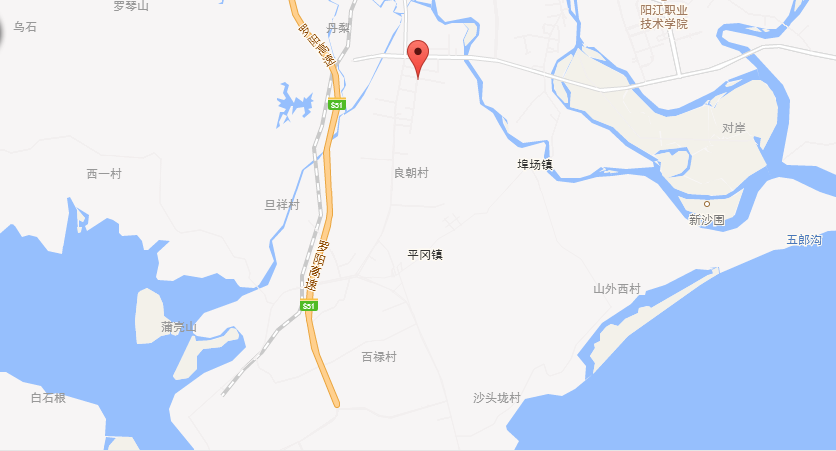 罗琴山
乌石
丹梨
罗阳高速
S51
阳江职业
技术学院
对岸
西一村
良朝村
埠场镇
旦祥村
新沙围
五郎沟
平冈镇
罗阳高速
S51
山外西村
蒲壳山
百禄村
白石根
沙头垅村